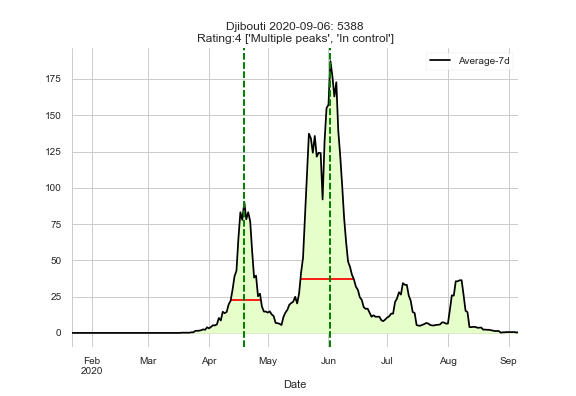 Djibouti 2020-09-06: 5388
Rating:4 ['Multiple peaks', 'In control']
Average-7d
175
150
125
100
75
50
25
0
Feb Mar Apr May Jun Jul Aug Sep
2020
Date